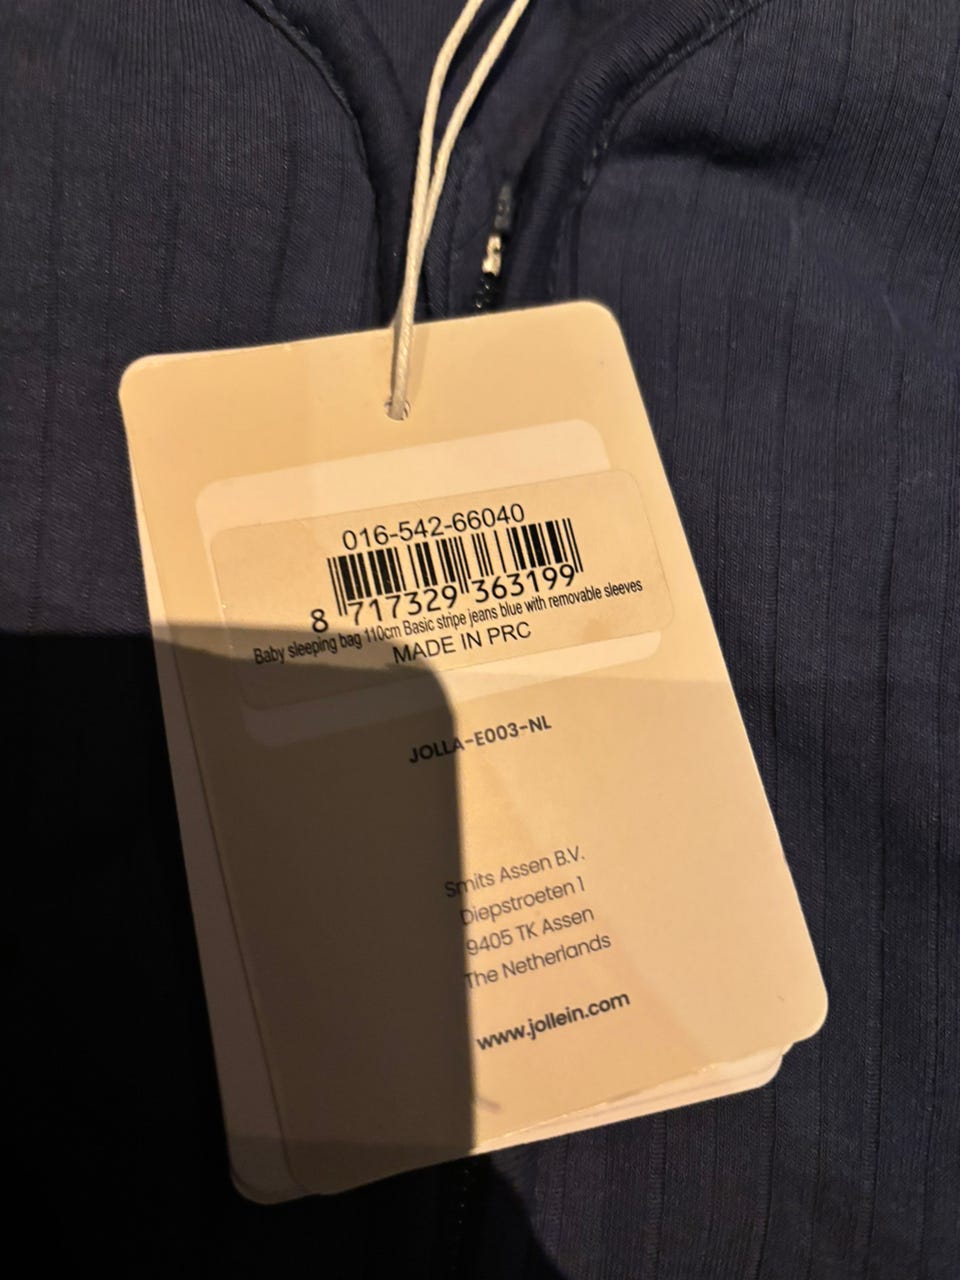 016-542-66040
8 717329 363199
Baby sleeping bag 110cm Basic stripe jeans blue with removable sleeves
MADE IN PRC
JOLLA-E003-NL
Smits Assen B.V.
Diepstroeten 1
9405 TK Assen
The Netherlands
www.jollein.com